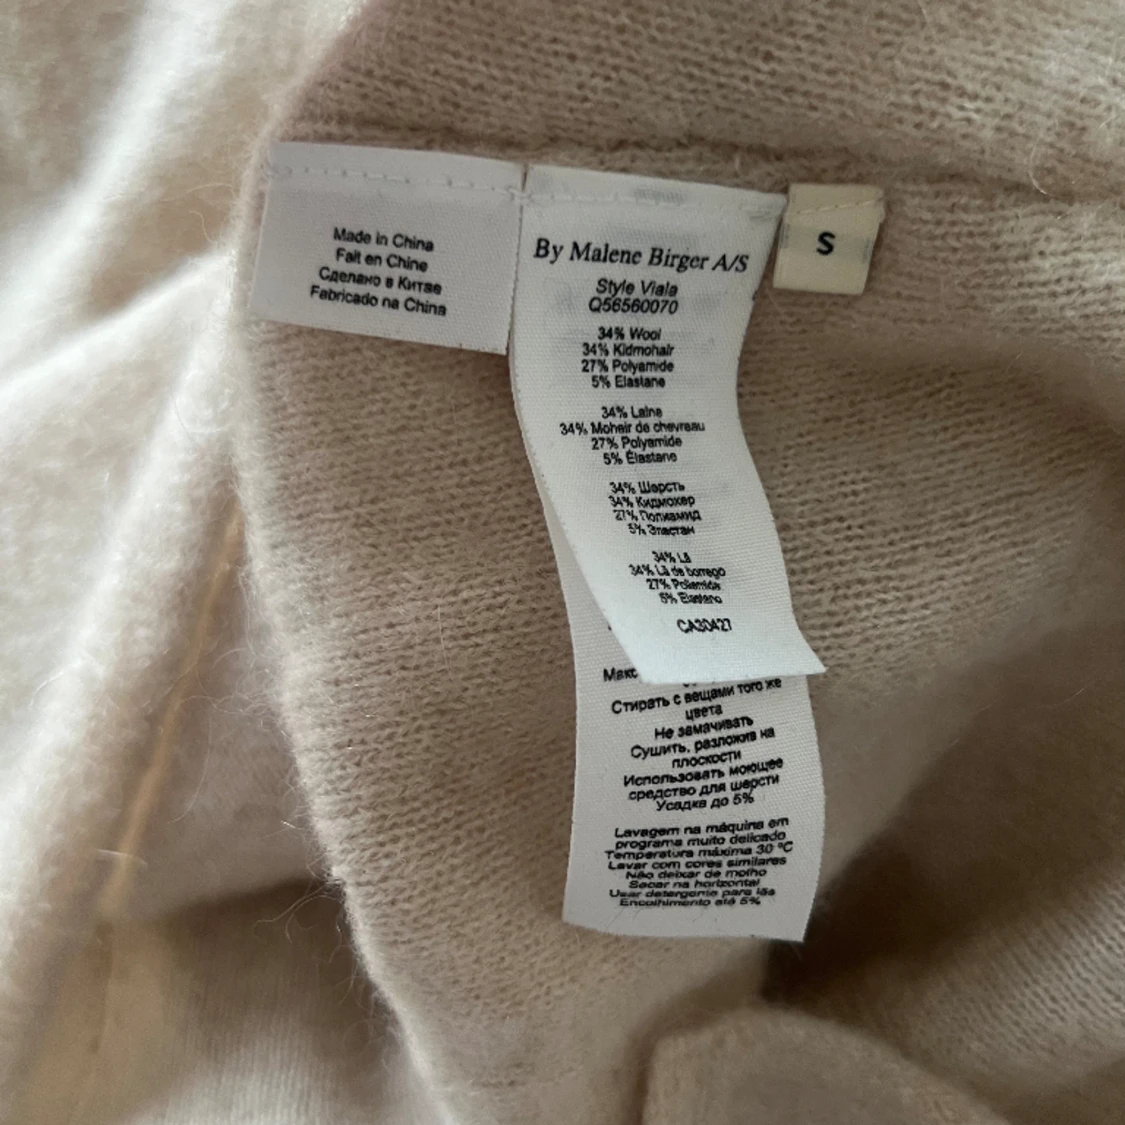 Made in China
Fait en Chine
Сделано в Китае
Fabricado na China
By Malene Birger A/S
Style Viala
Q56560070
34% Wool
34% Kidmohair
27% Polyamide
5% Elastane
34% Laine
34% Mohair de chevreau
27% Polyamide
5% Élastane
34% Шерсть
34% Кидмохер
27% Полиамид
5% Эластан
34% Lã
34% Lã de borrego
27% Poliamida
5% Elastano
CA30427
S
Стирать с вещами того же
цвета
Не замачивать
Сушить, разложив на
плоскости
Использовать моющее
средство для шерсти
Усадка до 5%
Lavagem na máquina em
programa muito delicado
Temperatura máxima 30 ºC
Lavar com cores similares
Não deixar de molho
Secar na horizontal
Usar detergente para lãs
Encolhimento até 5%